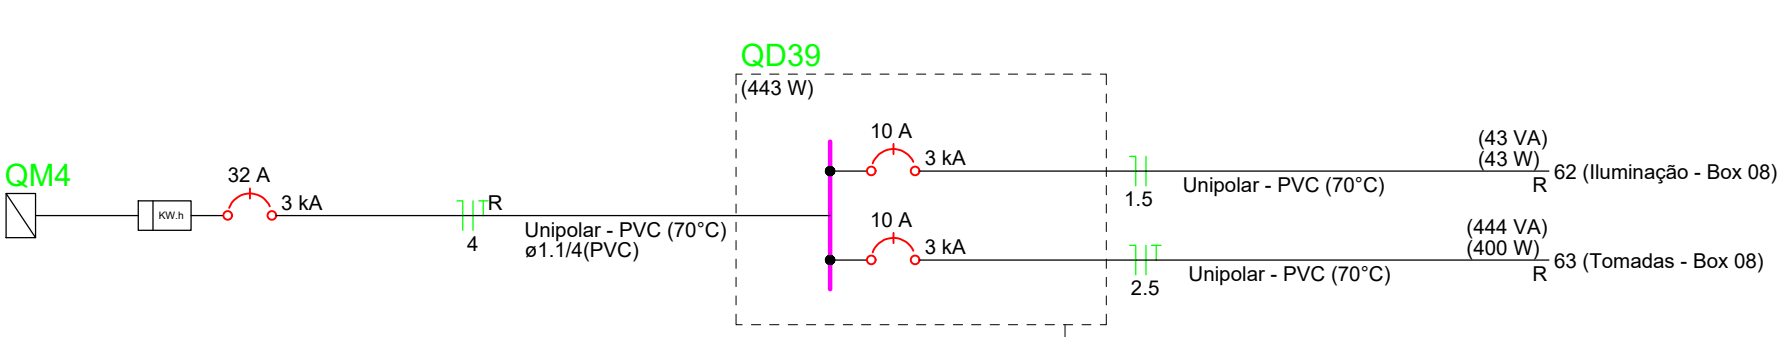 QD39
(443 W)
QM4
KW.h
32 A
3 kA
R
4
Unipolar - PVC (70°C)
ø1.1/4(PVC)
10 A
3 kA
1.5
Unipolar - PVC (70°C)
(43 VA)
(43 W)
R
62 (Iluminação - Box 08)
10 A
3 kA
2.5
Unipolar - PVC (70°C)
(444 VA)
(400 W)
R
63 (Tomadas - Box 08)